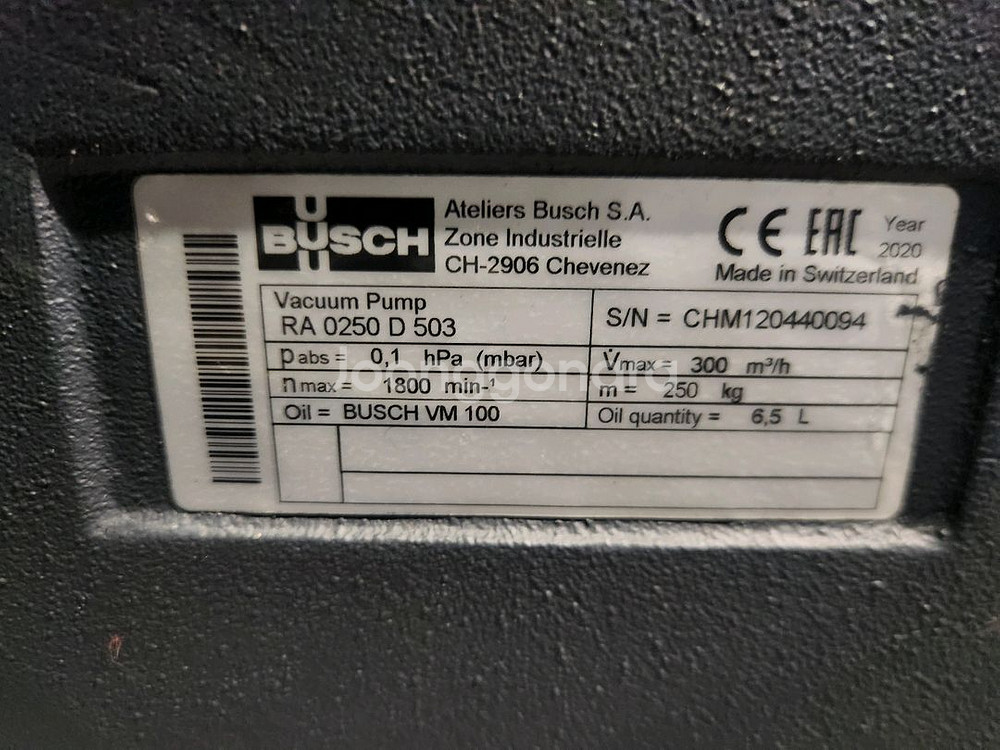 BUSCH
Ateliers Busch S.A.
Zone Industrielle
CH-2906 Chevenez
CE EAC
Year
2020
Made in Switzerland
Vacuum Pump
RA 0250 D 503
S/N = CHM120440094
p abs = 0,1 hPa (mbar)
V̇max = 300 m³/h
n max = 1800 min-¹
m = 250 kg
Oil = BUSCH VM 100
Oil quantity = 6,5 L